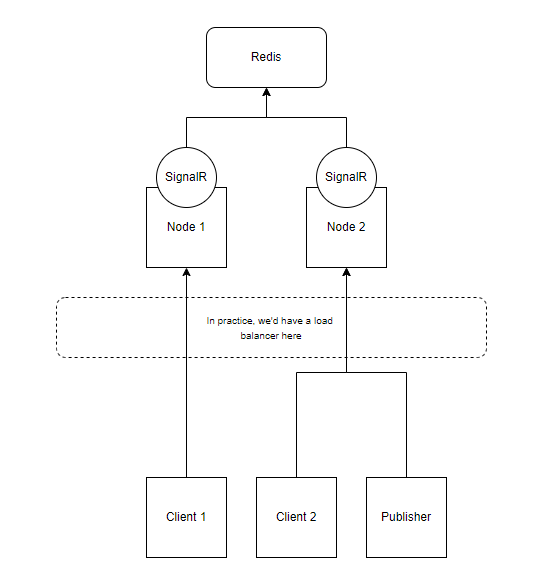 Redis
SignalR
SignalR
Node 1
Node 2
In practice, we'd have a load
balancer here
Client 1
Client 2
Publisher